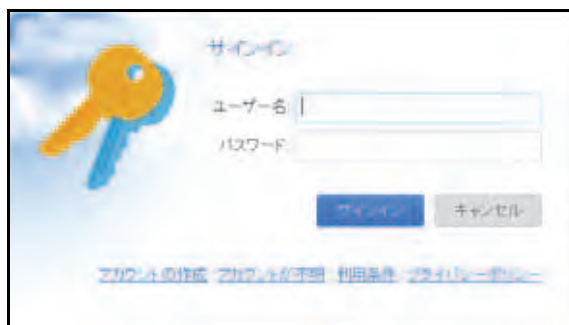 サインイン
ユーザー名
パスワード
サインイン キャンセル
アカウントの作成 アカウントが不明 利用条件 プライバシーポリシー